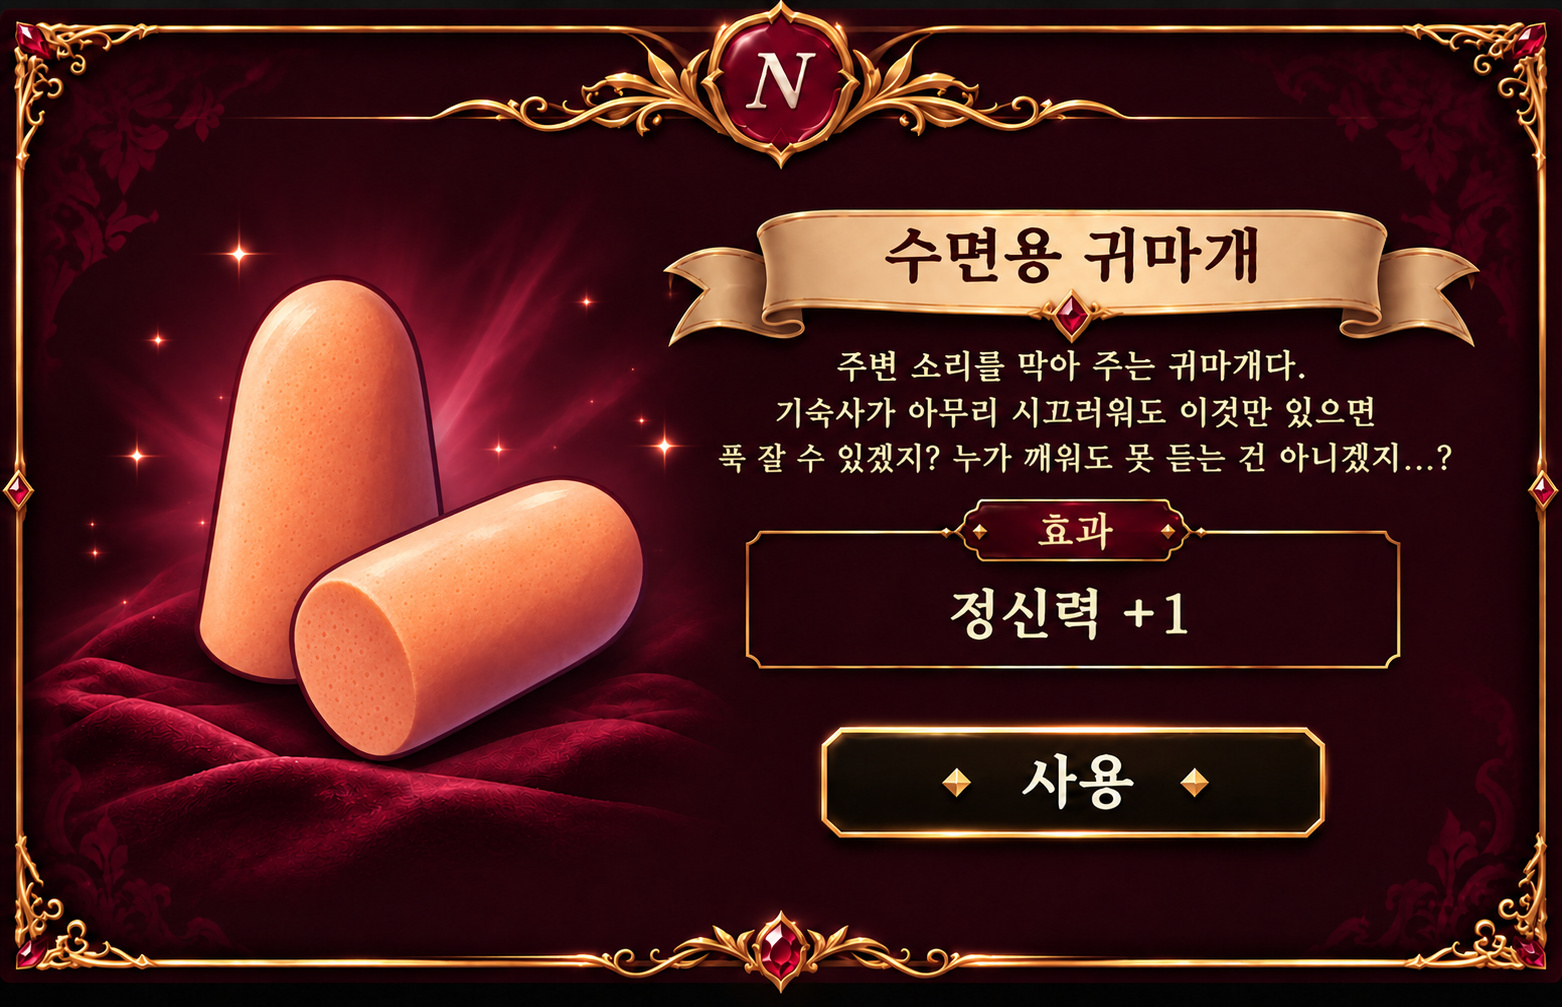 N
수면용 귀마개
주변 소리를 막아 주는 귀마개다.
기숙사가 아무리 시끄러워도 이것만 있으면
푹 잘 수 있겠지? 누가 깨워도 못 듣는 건 아니겠지...?
효과
정신력 +1
사용